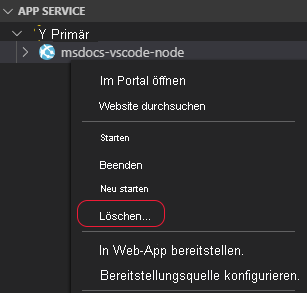 APP SERVICE
Y Primär
msdocs-vscode-node
Im Portal öffnen
Website durchsuchen
Starten
Beenden
Neu starten
Löschen...
In Web-App bereitstellen.
Bereitstellungsquelle konfigurieren.